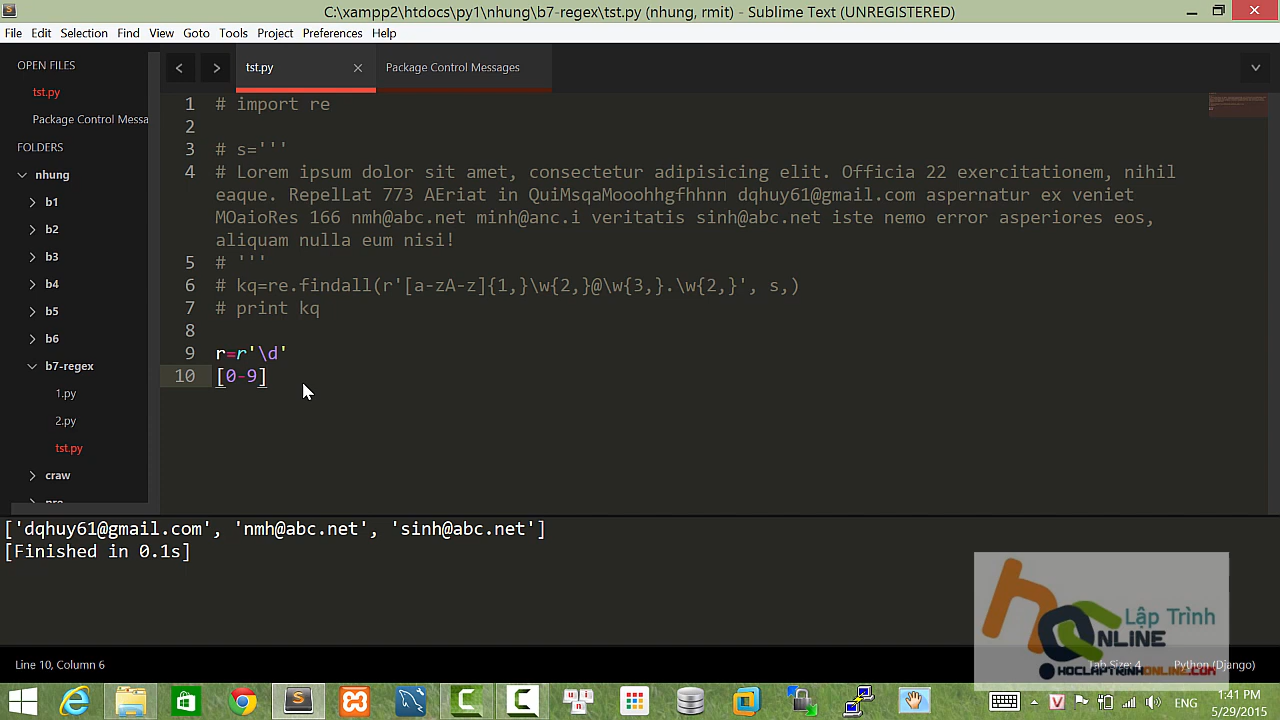 C:\xampp2\htdocs\py1\nhung\b7-regex\tst.py (nhung, rmit) - Sublime Text (UNREGISTERED)
File Edit Selection Find View Goto Tools Project Preferences Help
OPEN FILES
tst.py
Package Control Messa
FOLDERS
nhung
b1
b2
b3
b4
b5
b6
b7-regex
1.py
2.py
tst.py
craw
tst.py Package Control Messages
1 # import re
2
3 # s='''
4 # Lorem ipsum dolor sit amet, consectetur adipisicing elit. Officia 22 exercitationem, nihil
eaque. RepelLat 773 AEriat in QuiMsqaMooohhgfhhnn dqhuy61@gmail.com aspernatur ex veniet
MOaioRes 166 nmh@abc.net minh@anc.i veritatis sinh@abc.net iste nemo error asperiores eos,
aliquam nulla eum nisi!
5 # '''
6 # kq=re.findall(r'[a-zA-z]{1,}\w{2,}@\w{3,}.\w{2,}', s,)
7 # print kq
8
9 r=r'\d'
10 [0-9]
['dqhuy61@gmail.com', 'nmh@abc.net', 'sinh@abc.net']
[Finished in 0.1s]
Lập Trình
ONLINE
HOCLAPTRINHONLINE.COM
Line 10, Column 6 Tab Size: 4 Python (Django)
ENG
1:41 PM
5/29/2015